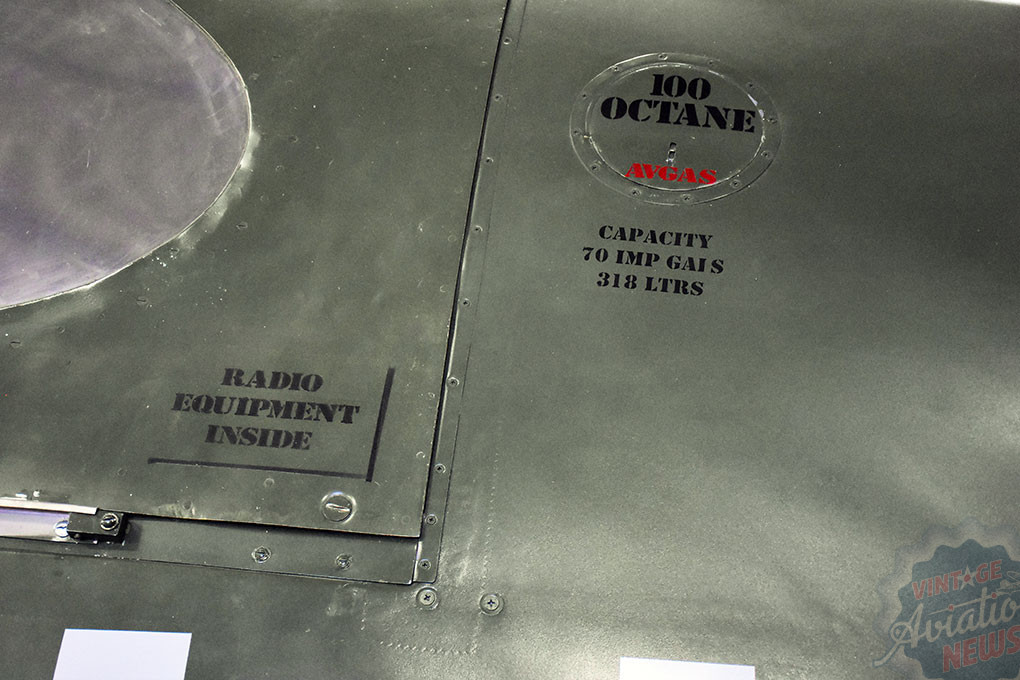 100
OCTANE
AVGAS
CAPACITY
70 IMP GALS
318 LTRS
RADIO
EQUIPMENT
INSIDE
VINTAGE
Aviation
NEWS